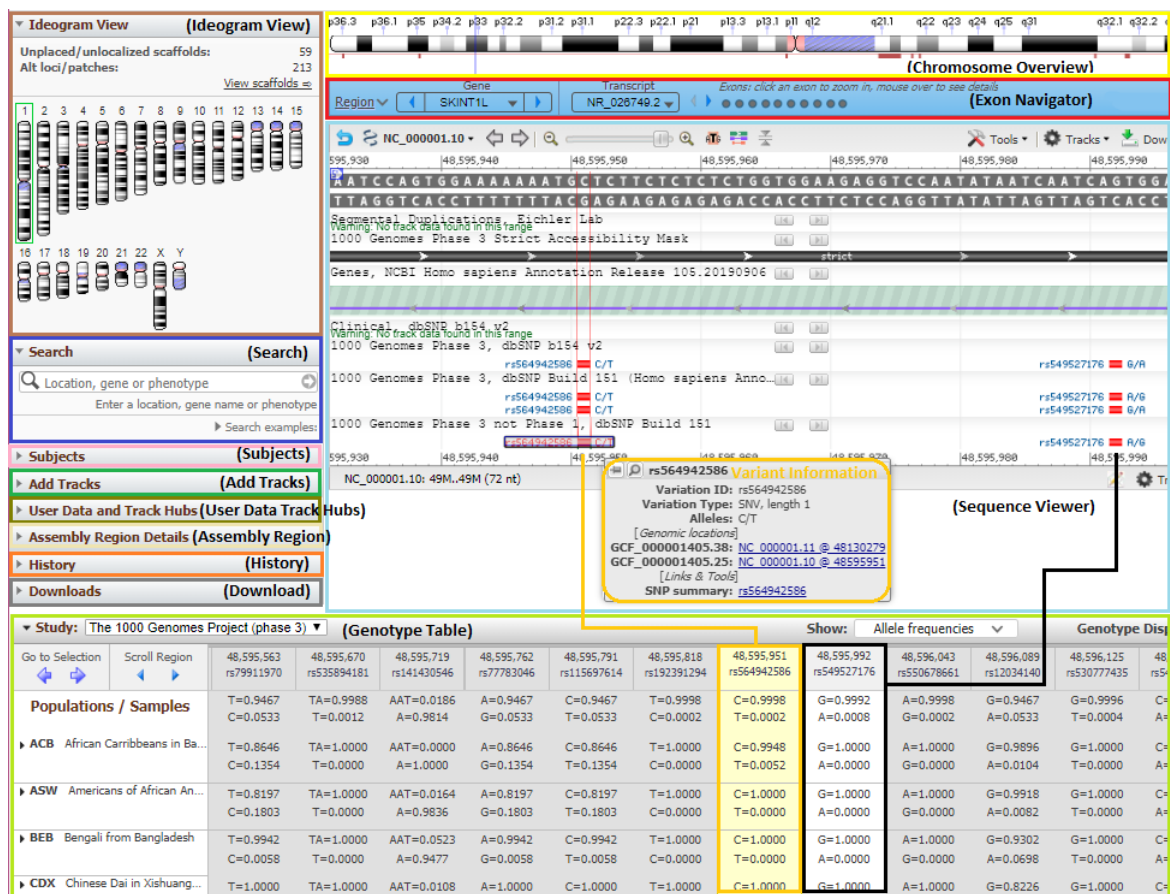 Ideogram View (Ideogram View)
Unplaced/unlocalized scaffolds: 59
Alt loci/patches: 213
View scaffolds
1 2 3 4 5 6 7 8 9 10 11 12 13 14 15
16 17 18 19 20 21 22 X Y
Search (Search)
Location, gene or phenotype
Enter a location, gene name or phenotype
Search examples:
Subjects (Subjects)
Add Tracks (Add Tracks)
User Data and Track Hubs (User Data Track Hubs)
Assembly Region Details (Assembly Region)
History (History)
Downloads (Download)
p36.3 p36.1 p35 p34.2 p33 p32.2 p31.2 p31.1 p22.3 p22.1 p21 p13.3 p13.1 p11 q12 q21.1 q22 q23 q24 q25 q31 q32.1 q32.2
(Chromosome Overview)
Gene Transcript Exons: click an exon to zoom in, mouse over to see details
Region SKINT1L NR_026749.2 (Exon Navigator)
NC_000001.10 Tools Tracks Dow
595,930 48,595,940 48,595,950 48,595,960 48,595,970 48,595,980 48,595,990
AATCCAGTGGAAAAAAATGCTCTTCTCTCTCTGGTGGAAGAGGTCCAATATAATCAATCAGTGGA
TTAGGTCACCTTTTTTTACGAGAAGAGAGAGACCACCTTCTCCAGGTTATATTAGTTAGTCACCT
Segmental Duplications, Eichler Lab
Warning: No track data found in this range
1000 Genomes Phase 3 Strict Accessibility Mask
strict
Genes, NCBI Homo sapiens Annotation Release 105.20190906
Clinical, dbSNP b154 v2
Warning: No track data found in this range
1000 Genomes Phase 3, dbSNP b154 v2
rs564942586 C/T rs549527176 G/A
1000 Genomes Phase 3, dbSNP Build 151 (Homo sapiens Anno...
rs564942586 C/T rs549527176 A/G
rs564942586 C/T rs549527176 A/G
1000 Genomes Phase 3 not Phase 1, dbSNP Build 151
rs564942586 C/T rs549527176 A/G
595,930 48,595,940 48,595,950 48,595,960 48,595,970 48,595,980 48,595,990
NC_000001.10: 49M..49M (72 nt) Tr
(Sequence Viewer)
rs564942586 Variant Information
Variation ID: rs564942586
Variation Type: SNV, length 1
Alleles: C/T
[Genomic locations]
GCF_000001405.38: NC_000001.11 @ 48130279
GCF_000001405.25: NC_000001.10 @ 48595951
[Links & Tools]
SNP summary: rs564942586
Study: The 1000 Genomes Project (phase 3) (Genotype Table) Show: Allele frequencies Genotype Disp
Go to Selection Scroll Region 48,595,563 48,595,670 48,595,719 48,595,762 48,595,791 48,595,818 48,595,951 48,595,992 48,596,043 48,596,089 48,596,125 48
rs79911970 rs535894181 rs141430546 rs77783046 rs115697614 rs192391294 rs564942586 rs549527176 rs550678661 rs12034140 rs530777435 rs5
Populations / Samples T=0.9467 TA=0.9988 AAT=0.0186 A=0.9467 C=0.9467 T=0.9998 C=0.9998 G=0.9992 A=0.9998 G=0.9467 G=0.9996 C=
C=0.0533 T=0.0012 A=0.9814 G=0.0533 T=0.0533 C=0.0002 T=0.0002 A=0.0008 G=0.0002 A=0.0533 T=0.0004 A=
ACB African Carribbeans in Ba... T=0.8646 TA=1.0000 AAT=0.0000 A=0.8646 C=0.8646 T=1.0000 C=0.9948 G=1.0000 A=1.0000 G=0.9896 G=1.0000 C=
C=0.1354 T=0.0000 A=1.0000 G=0.1354 T=0.1354 C=0.0000 T=0.0052 A=0.0000 G=0.0000 A=0.0104 T=0.0000 A=
ASW Americans of African An... T=0.8197 TA=1.0000 AAT=0.0164 A=0.8197 C=0.8197 T=1.0000 C=1.0000 G=1.0000 A=1.0000 G=0.9918 G=1.0000 C=
C=0.1803 T=0.0000 A=0.9836 G=0.1803 T=0.1803 C=0.0000 T=0.0000 A=0.0000 G=0.0000 A=0.0082 T=0.0000 A=
BEB Bengali from Bangladesh T=0.9942 TA=1.0000 AAT=0.0523 A=0.9942 C=0.9942 T=1.0000 C=1.0000 G=1.0000 A=1.0000 G=0.9302 G=1.0000 C=
C=0.0058 T=0.0000 A=0.9477 G=0.0058 T=0.0058 C=0.0000 T=0.0000 A=0.0000 G=0.0000 A=0.0698 T=0.0000 A=
CDX Chinese Dai in Xishuang... T=1.0000 TA=1.0000 AAT=0.0108 A=1.0000 C=1.0000 T=1.0000 C=1.0000 G=1.0000 A=1.0000 G=0.8226 G=1.0000 C=